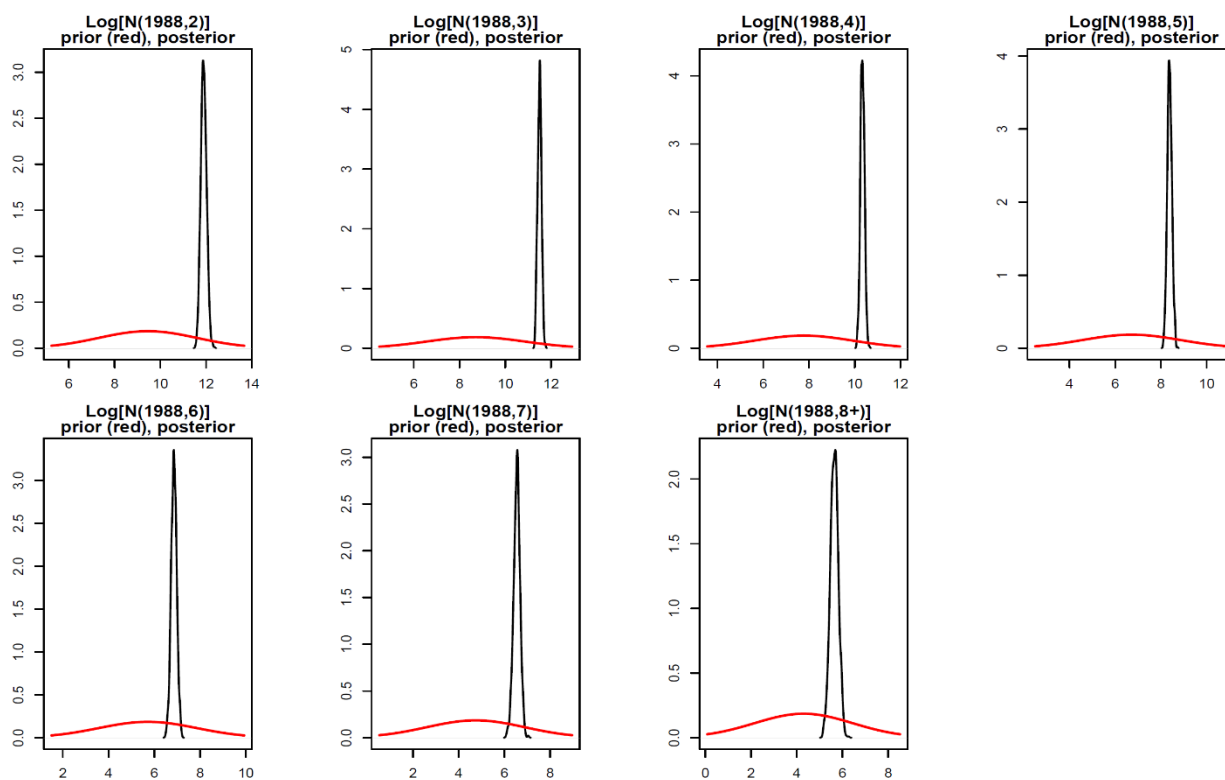 Log[N(1988,2)]
prior (red), posterior
3.0
2.5
2.0
1.5
1.0
0.5
0.0
6 8 10 12 14
Log[N(1988,3)]
prior (red), posterior
5
4
3
2
1
0
6 8 10 12
Log[N(1988,4)]
prior (red), posterior
4
3
2
1
0
4 6 8 10 12
Log[N(1988,5)]
prior (red), posterior
4
3
2
1
0
4 6 8 10
Log[N(1988,6)]
prior (red), posterior
3.0
2.5
2.0
1.5
1.0
0.5
0.0
2 4 6 8 10
Log[N(1988,7)]
prior (red), posterior
3.0
2.5
2.0
1.5
1.0
0.5
0.0
2 4 6 8
Log[N(1988,8+)]
prior (red), posterior
2.0
1.5
1.0
0.5
0.0
0 2 4 6 8